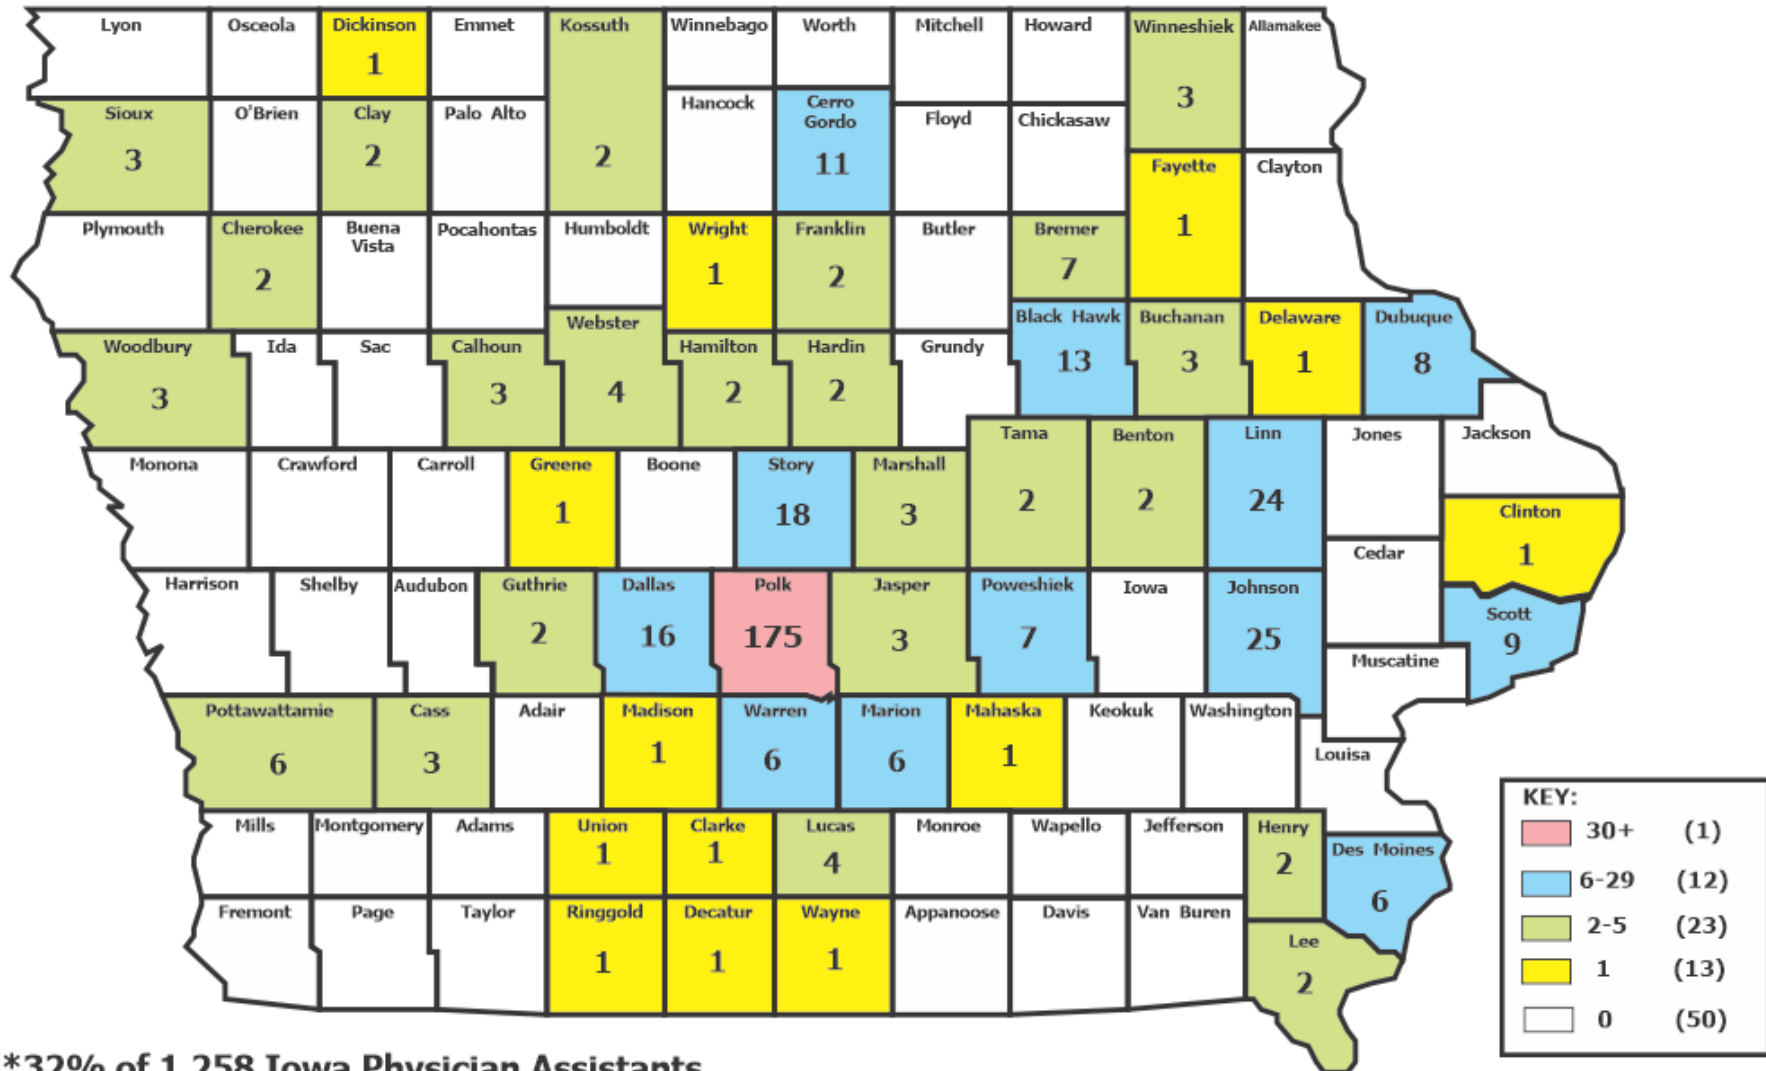 Lyon
Osceola
Dickinson
1
Emmet
Kossuth
2
Winnebago
Worth
Mitchell
Howard
Winneshiek
3
Allamakee
Sioux
3
O'Brien
Clay
2
Palo Alto
Hancock
Cerro
Gordo
11
Floyd
Chickasaw
Fayette
1
Clayton
Plymouth
Cherokee
2
Buena
Vista
Pocahontas
Humboldt
Wright
1
Franklin
2
Butler
Bremer
7
Woodbury
3
Ida
Sac
Calhoun
3
Webster
4
Hamilton
2
Hardin
2
Grundy
Black Hawk
13
Buchanan
3
Delaware
1
Dubuque
8
Monona
Crawford
Carroll
Greene
1
Boone
Story
18
Marshall
3
Tama
2
Benton
2
Linn
24
Jones
Jackson
Clinton
1
Cedar
Harrison
Shelby
Audubon
Guthrie
2
Dallas
16
Polk
175
Jasper
3
Poweshiek
7
Iowa
Johnson
25
Scott
9
Muscatine
Pottawattamie
6
Cass
3
Adair
Madison
1
Warren
6
Marion
6
Mahaska
1
Keokuk
Washington
Louisa
Mills
Montgomery
Adams
Union
1
Clarke
1
Lucas
4
Monroe
Wapello
Jefferson
Henry
2
Des Moines
6
Fremont
Page
Taylor
Ringgold
1
Decatur
1
Wayne
1
Appanoose
Davis
Van Buren
Lee
2
KEY:
30+ (1)
6-29 (12)
2-5 (23)
1 (13)
0 (50)
*32% of 1,258 Iowa Physician Assistants